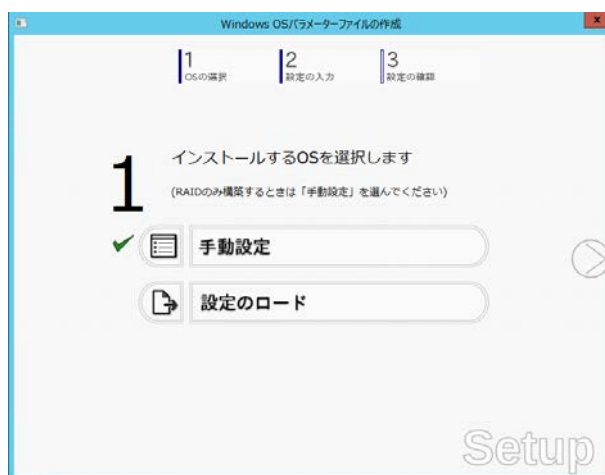 Windows OSパラメーターファイルの作成
x
1
OSの選択
2
設定の入力
3
設定の確認
1
インストールするOSを選択します
(RAIDのみ構築するときは「手動設定」を選んでください)
手動設定
設定のロード
Setup